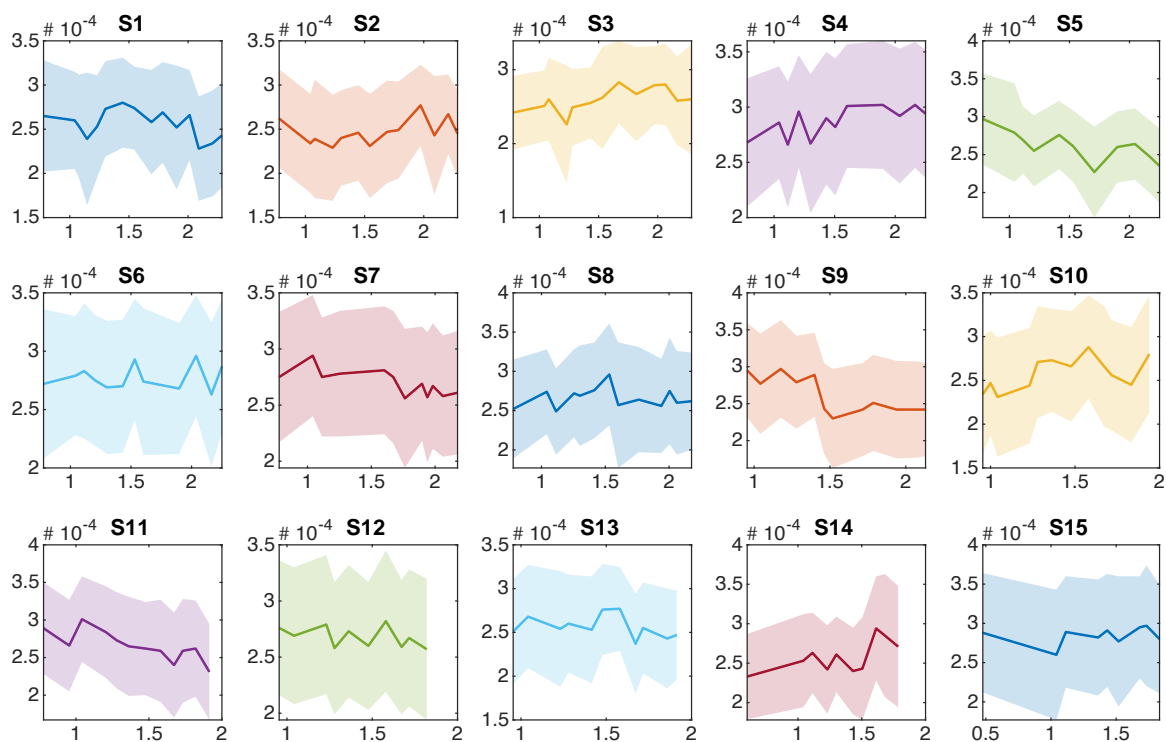 # 10-4 S1 # 10-4 S2 # 10-4 S3 # 10-4 S4 # 10-4 S5
3.5 3.5 3 3.5 4
3 3 3.5
2.5 2.5 2 3 3
2 2 2.5 2.5
1.5 1.5 1 2 2
1 1.5 2 1 1.5 2 1 1.5 2 1 1.5 2 1 1.5 2
# 10-4 S6 # 10-4 S7 # 10-4 S8 # 10-4 S9 # 10-4 S10
3.5 3.5 4 4 3.5
3 3 3.5 3.5 3
2.5 2.5 3 3 2.5
2.5 2.5 2
2 2 2 2 1.5
1 1.5 2 1 1.5 2 1 1.5 2 1 1.5 2 1 1.5 2
# 10-4 S11 # 10-4 S12 # 10-4 S13 # 10-4 S14 # 10-4 S15
4 3.5 3.5 4 4
3.5 3 3 3.5 3.5
3 2.5 3 3
2.5 2.5 2 2.5 2.5
2 2 1.5 2 2
1 1.5 2 1 1.5 2 1 1.5 2 1 1.5 2 0.5 1 1.5